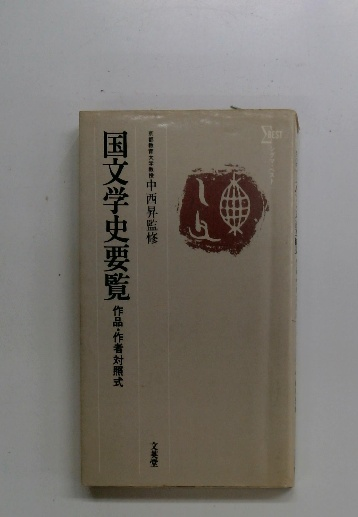 国文学史要覧
作品・作者対照式
京都教育大学教授
中西昇監修
文英堂
Σ BEST